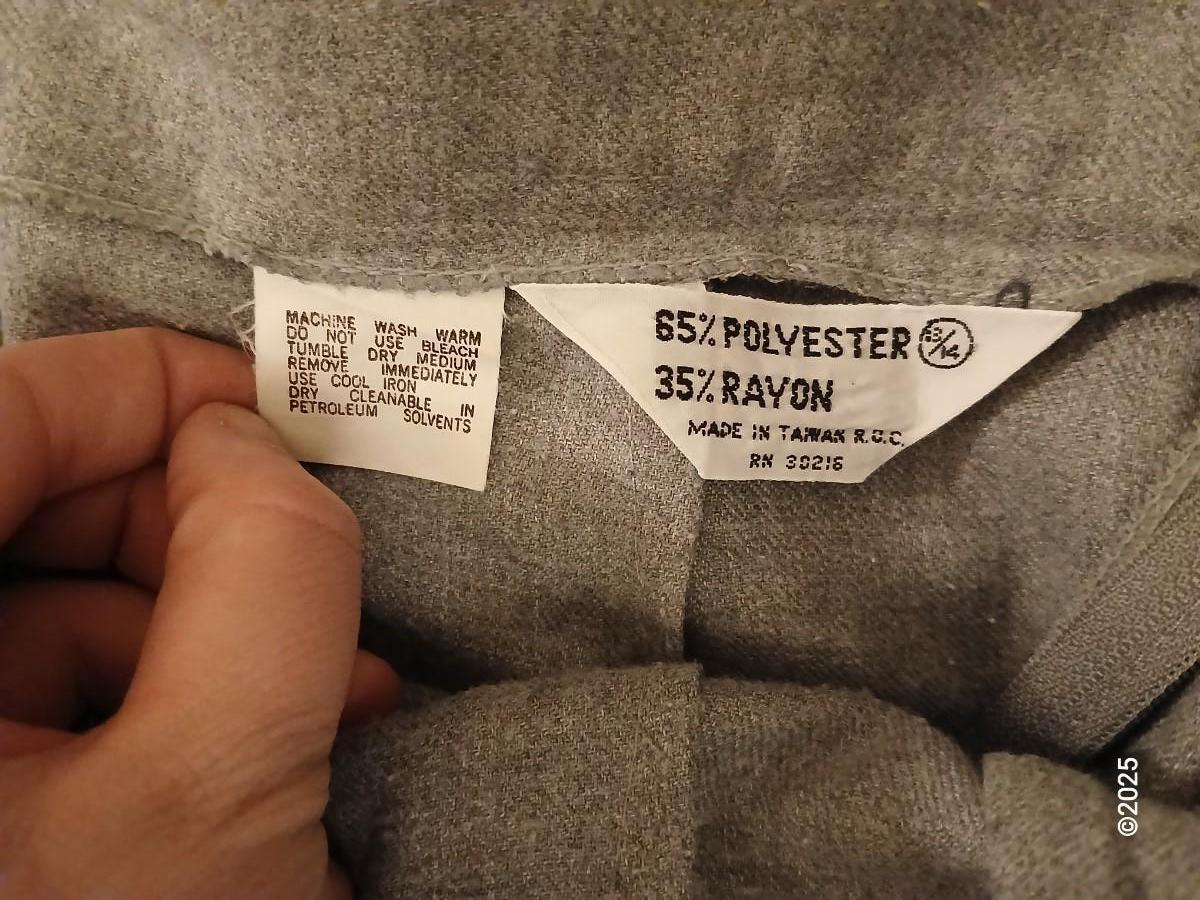 MACHINE WASH WARM
DO NOT USE BLEACH
TUMBLE DRY MEDIUM
REMOVE IMMEDIATELY
USE COOL IRON
DRY CLEANABLE IN
PETROLEUM SOLVENTS
65% POLYESTER
35% RAYON
MADE IN TAIWAN R.O.C.
RN
©2025